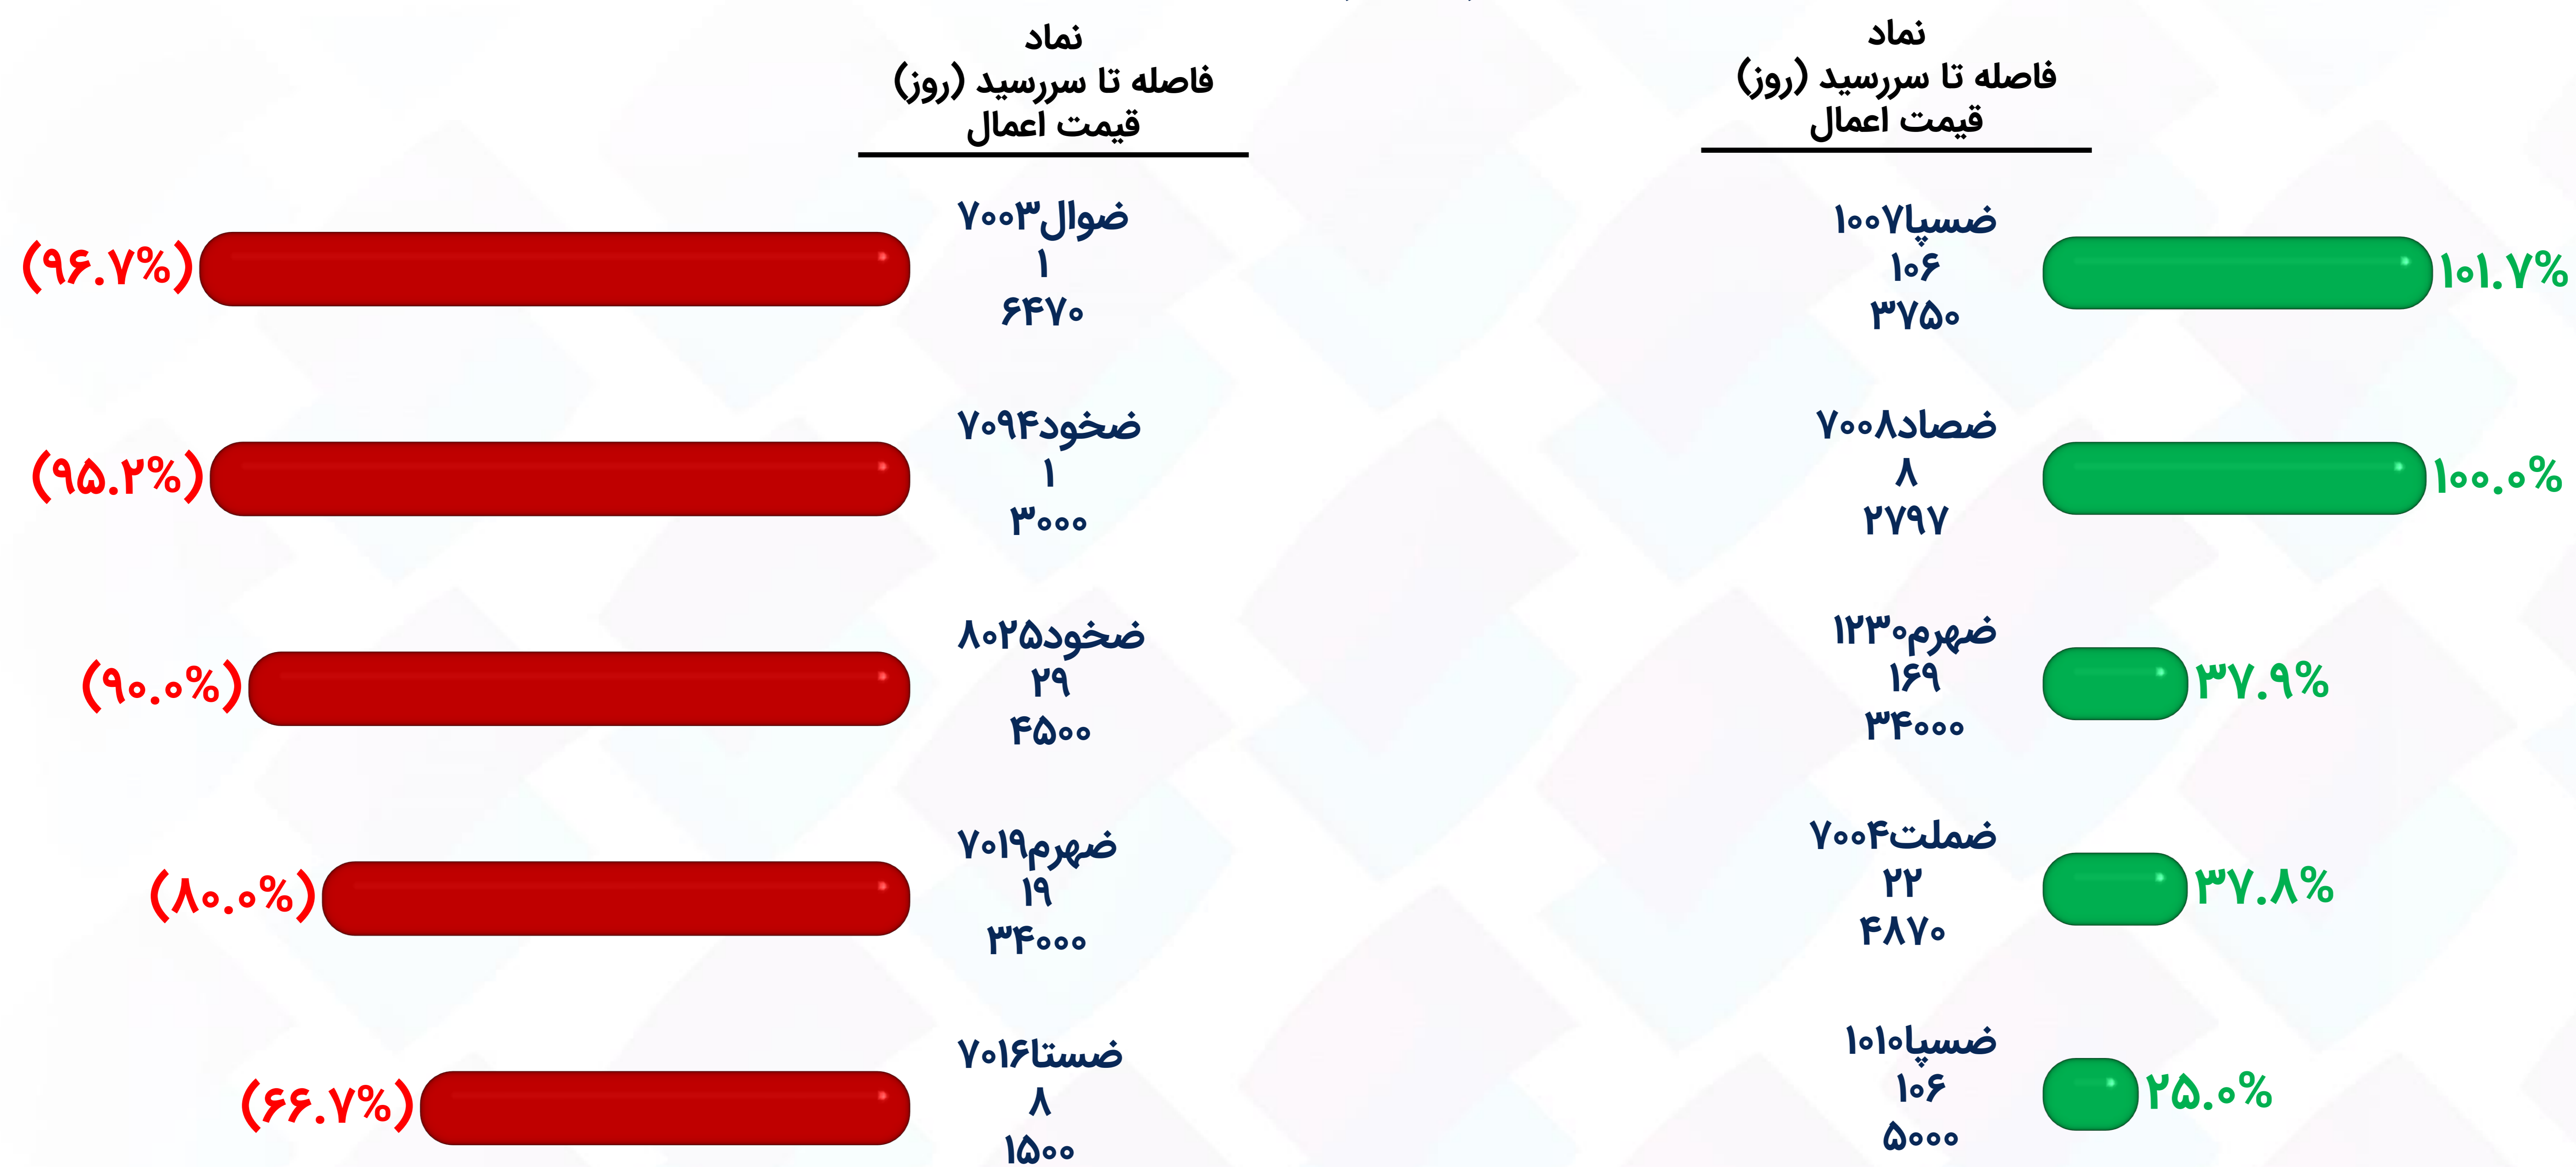 نماد
فاصله تا سررسید (روز)
قیمت اعمال
ضسپا۱۰۰۷
۱۰۶
۳۷۵۰
۱۰۱.۷%
ضصاد۷۰۰۸
۸
۲۷۹۷
۱۰۰.۰%
ضهرم۱۲۳۰
۱۶۹
۳۴۰۰۰
۳۷.۹%
ضملت۷۰۰۴
۲۲
۴۸۷۰
۳۷.۸%
ضسپا۱۰۱۰
۱۰۶
۵۰۰۰
۲۵.۰%
نماد
فاصله تا سررسید (روز)
قیمت اعمال
ضوال۷۰۰۳
۱
۶۴۷۰
(۹۶.۷%)
ضخود۷۰۹۴
۱
۳۰۰۰
(۹۵.۲%)
ضخود۸۰۲۵
۲۹
۴۵۰۰
(۹۰.۰%)
ضهرم۷۰۱۹
۱۹
۳۴۰۰۰
(۸۰.۰%)
ضستا۷۰۱۶
۸
۱۵۰۰
(۶۶.۷%)